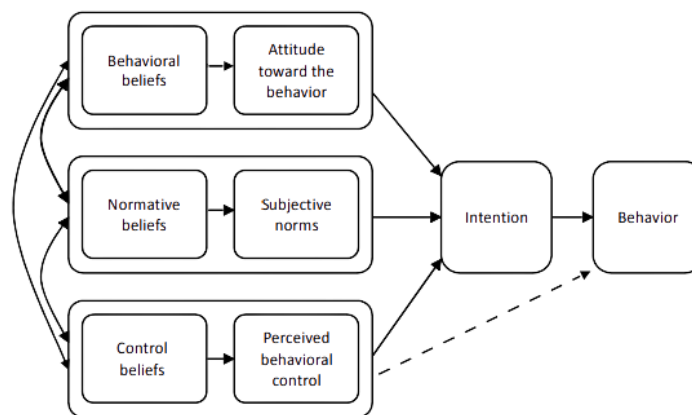 Behavioral
beliefs
Attitude
toward the
behavior
Normative
beliefs
Subjective
norms
Intention
Behavior
Control
beliefs
Perceived
behavioral
control